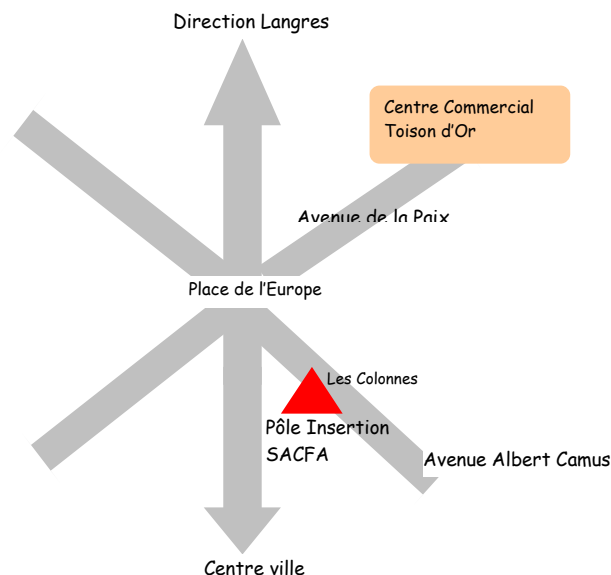 Direction Langres
Centre Commercial
Toison d'Or
Avenue de la Paix
Place de l'Europe
Les Colonnes
Pôle Insertion
SACFA
Avenue Albert Camus
Centre ville